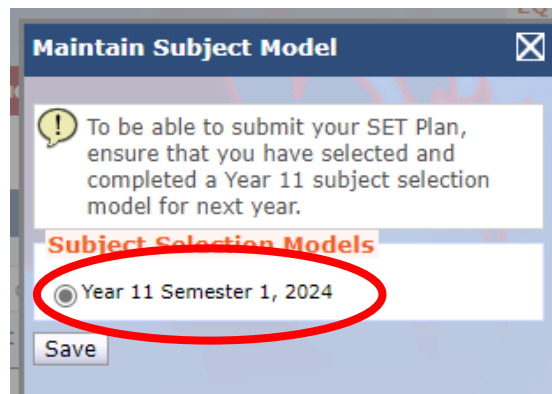 EQ
Maintain Subject Model
To be able to submit your SET Plan,
ensure that you have selected and
completed a Year 11 subject selection
model for next year.
Subject Selection Models
Year 11 Semester 1, 2024
Save